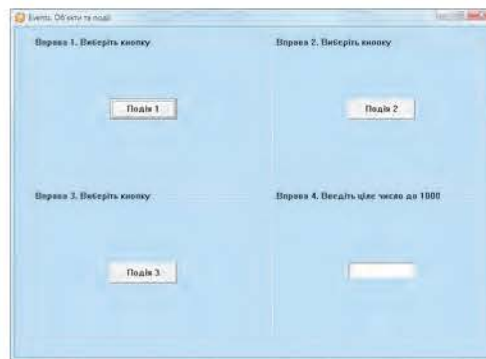 Events. Об'єкти та події
Вправа 1. Виберіть кнопку
Вправа 2. Виберіть кнопку
Подія 1
Подія 2
Вправа 3. Виберіть кнопку
Вправа 4. Введіть ціле число до 1000
Подія 3